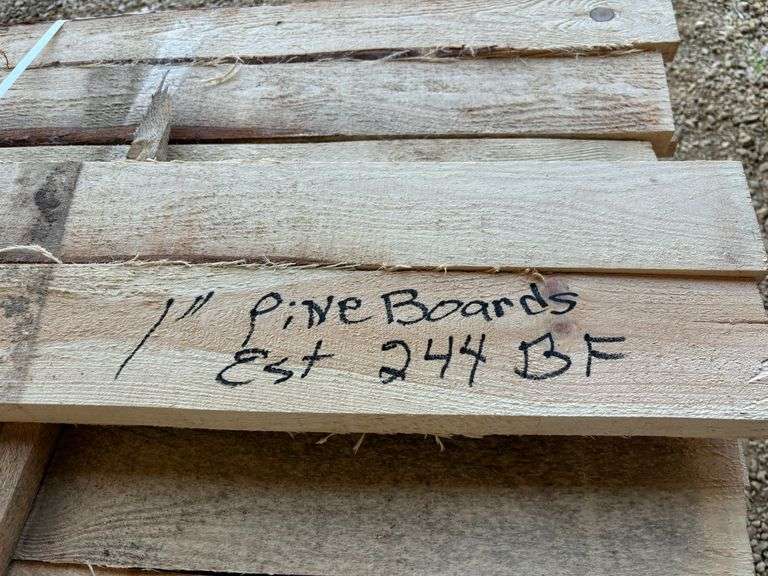 1" Pine Boards
Est 244 BF